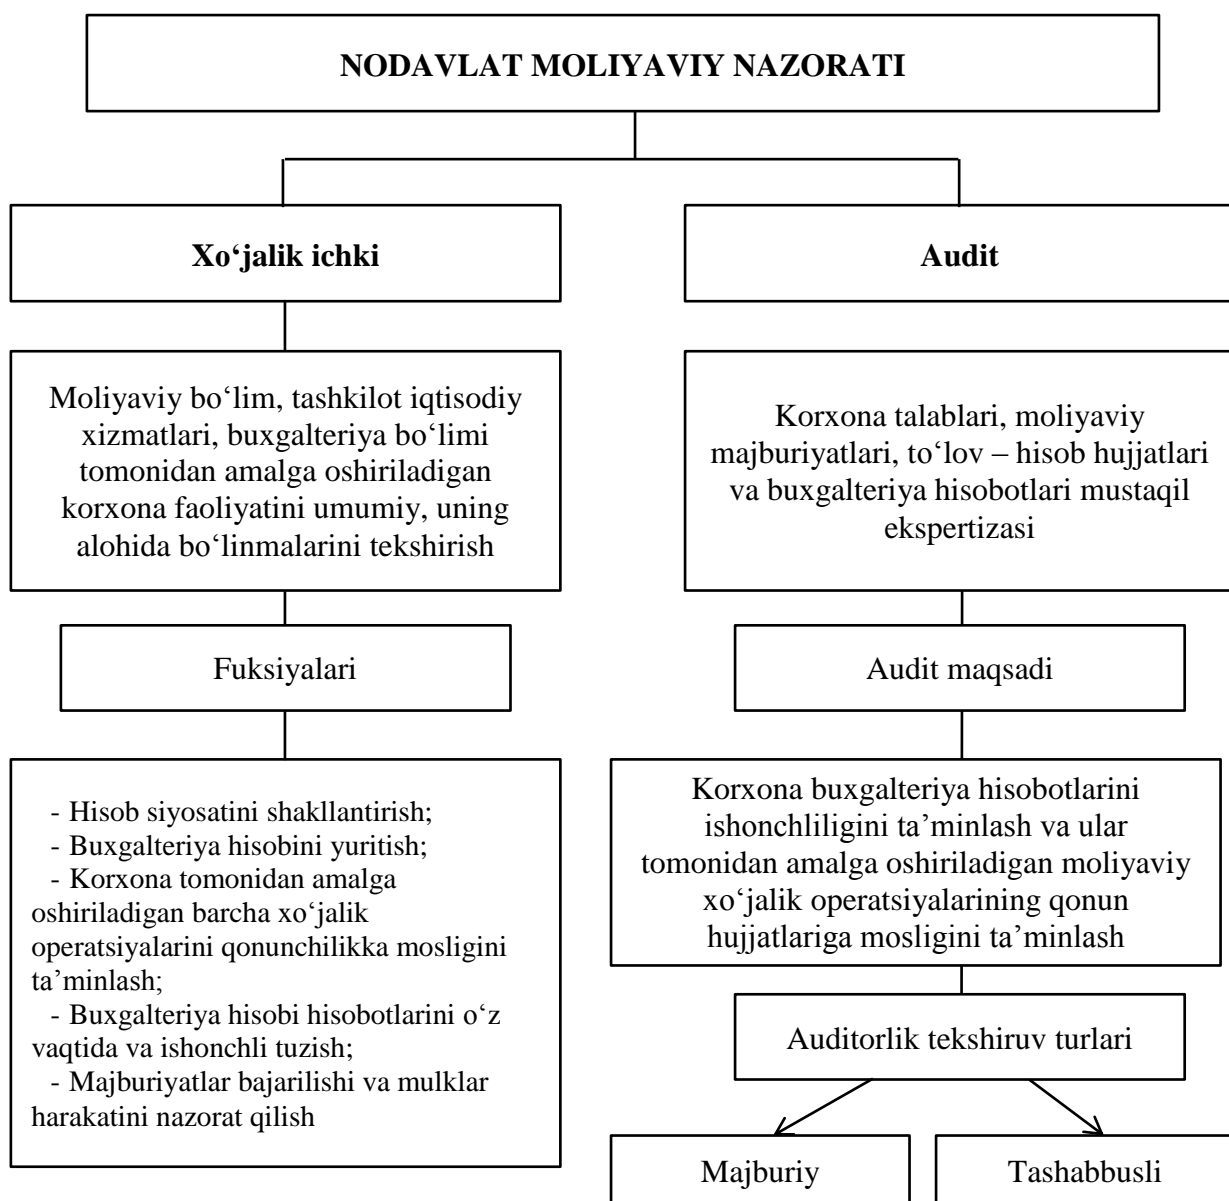 NODAVLAT MOLIYAVIY NAZORATI
Xo‘jalik ichki
Audit
Moliyaviy bo‘lim, tashkilot iqtisodiy
xizmatlari, buxgalteriya bo‘limi
tomonidan amalga oshiriladigan
korxona faoliyatini umumiy, uning
alohida bo‘linmalarini tekshirish
Korxona talablari, moliyaviy
majburiyatlari, to‘lov – hisob hujjatlari
va buxgalteriya hisobotlari mustaqil
ekspertizasi
Fuksiyalari
Audit maqsadi
- Hisob siyosatini shakllantirish;
- Buxgalteriya hisobini yuritish;
- Korxona tomonidan amalga
oshiriladigan barcha xo‘jalik
operatsiyalarini qonunchilikka mosligini
ta’minlash;
- Buxgalteriya hisobi hisobotlarini o‘z
vaqtida va ishonchli tuzish;
- Majburiyatlar bajarilishi va mulklar
harakatini nazorat qilish
Korxona buxgalteriya hisobotlarini
ishonchliligini ta’minlash va ular
tomonidan amalga oshiriladigan moliyaviy
xo‘jalik operatsiyalarining qonun
hujjatlariga mosligini ta’minlash
Auditorlik tekshiruv turlari
Majburiy
Tashabbusli